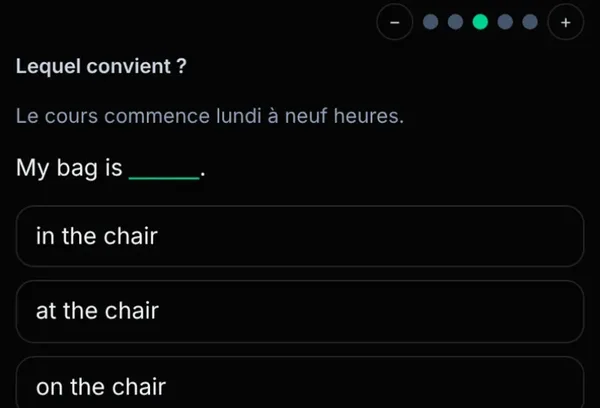 − +
Lequel convient ?
Le cours commence lundi à neuf heures.
My bag is ______.
in the chair
at the chair
on the chair